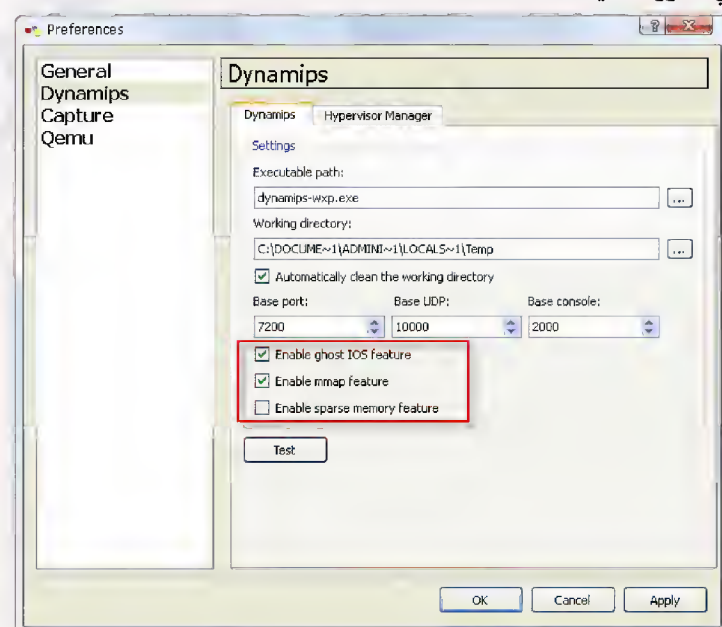 Preferences
General
Dynamips
Capture
Qemu
Dynamips
Dynamips Hypervisor Manager
Settings
Executable path:
dynamips-wxp.exe ...
Working directory:
C:\DOCUME~1\ADMINI~1\LOCALS~1\Temp ...
Automatically clean the working directory
Base port: Base UDP: Base console:
7200 10000 2000
Enable ghost IOS feature
Enable mmap feature
Enable sparse memory feature
Test
OK Cancel Apply